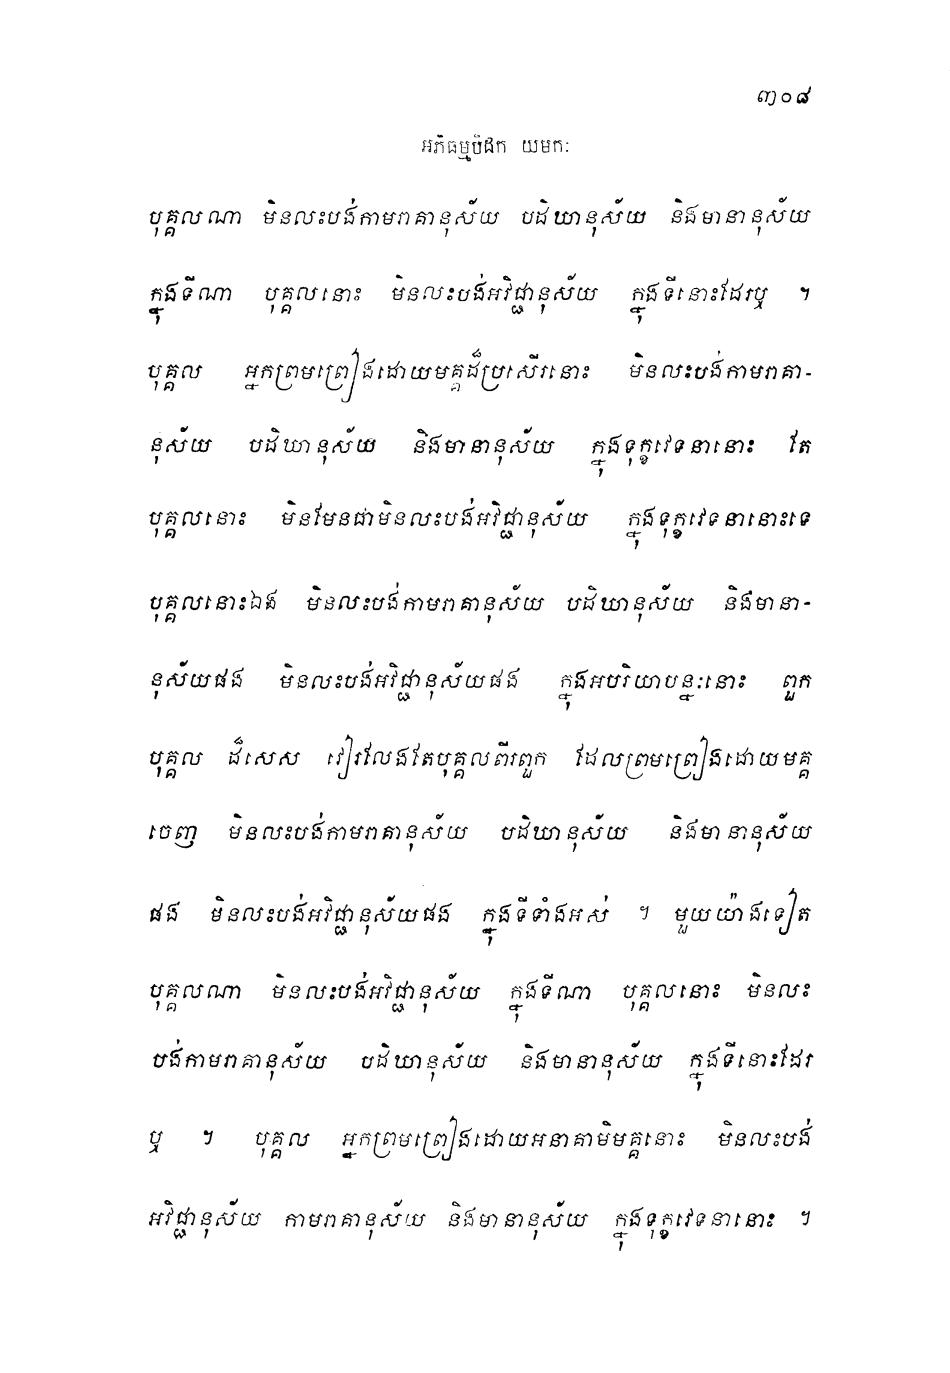 ៣០៨
អភិធម្មបិដក យមកៈ
បុគ្គលណា មិនលះបង់កាមរាគានុស័យ បដិឃានុស័យ និងមានានុស័យ
ក្នុងទីណា បុគ្គលនោះ មិនលះបង់អវិជ្ជានុស័យ ក្នុងទីនោះដែរឬ ។
បុគ្គល អ្នកព្រមព្រៀងដោយមគ្គដ៏ប្រសើរនោះ មិនលះបង់កាមរាគា-
នុស័យ បដិឃានុស័យ និងមានានុស័យ ក្នុងទុក្ខវេទនានោះ តែ
បុគ្គលនោះ មិនមែនជាមិនលះបង់អវិជ្ជានុស័យ ក្នុងទុក្ខវេទនានោះទេ
បុគ្គលនោះឯង មិនលះបង់កាមរាគានុស័យ បដិឃានុស័យ និងមានា-
នុស័យផង មិនលះបង់អវិជ្ជានុស័យផង ក្នុងអបរិយាបន្នៈនោះ ពួក
បុគ្គល ដ៏សេស វៀរលែងតែបុគ្គលពីរពួក ដែលព្រមព្រៀងដោយមគ្គ
ចេញ មិនលះបង់កាមរាគានុស័យ បដិឃានុស័យ និងមានានុស័យ
ផង មិនលះបង់អវិជ្ជានុស័យផង ក្នុងទីទាំងអស់ ។ មួយយ៉ាងទៀត
បុគ្គលណា មិនលះបង់អវិជ្ជានុស័យ ក្នុងទីណា បុគ្គលនោះ មិនលះ
បង់កាមរាគានុស័យ បដិឃានុស័យ និងមានានុស័យ ក្នុងទីនោះដែរ
ឬ ។ បុគ្គល អ្នកព្រមព្រៀងដោយអនាគាមិមគ្គនោះ មិនលះបង់
អវិជ្ជានុស័យ កាមរាគានុស័យ និងមានានុស័យ ក្នុងទុក្ខវេទនានោះ ។